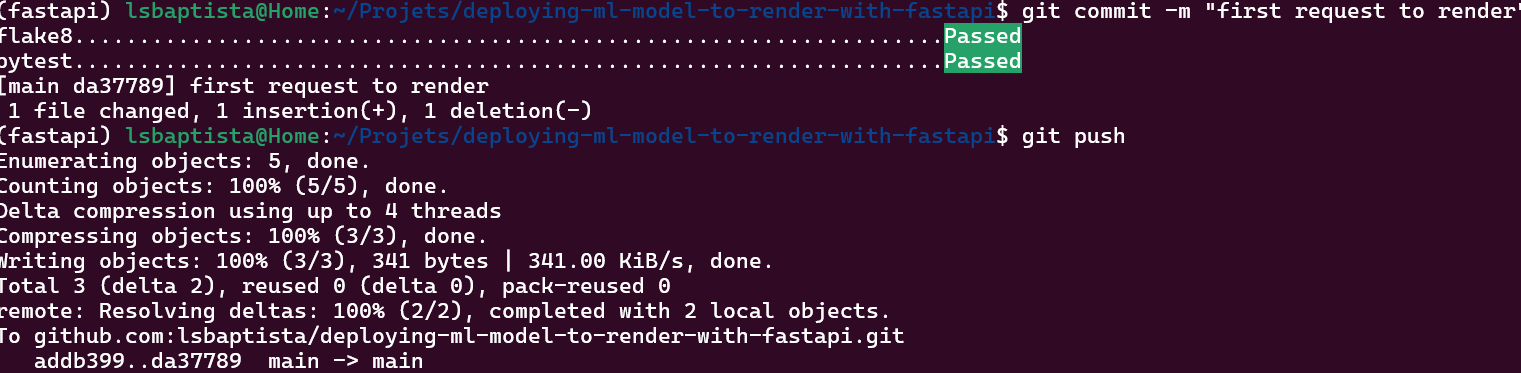 (fastapi) lsbaptista@Home:~/Projets/deploying-ml-model-to-render-with-fastapi$ git commit -m "first request to render"
flake8...................................................................Passed
pytest...................................................................Passed
[main da37789] first request to render
 1 file changed, 1 insertion(+), 1 deletion(-)
(fastapi) lsbaptista@Home:~/Projets/deploying-ml-model-to-render-with-fastapi$ git push
Enumerating objects: 5, done.
Counting objects: 100% (5/5), done.
Delta compression using up to 4 threads
Compressing objects: 100% (3/3), done.
Writing objects: 100% (3/3), 341 bytes | 341.00 KiB/s, done.
Total 3 (delta 2), reused 0 (delta 0), pack-reused 0
remote: Resolving deltas: 100% (2/2), completed with 2 local objects.
To github.com:lsbaptista/deploying-ml-model-to-render-with-fastapi.git
   addb399..da37789  main -> main